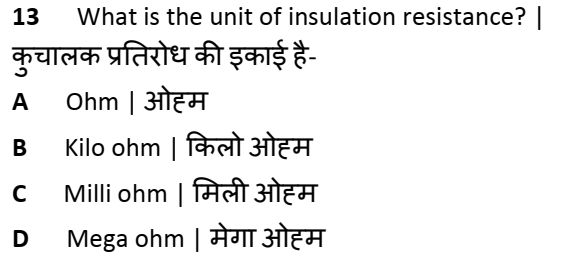 13 What is the unit of insulation resistance? |
कुचालक प्रतिरोध की इकाई है-
A Ohm | ओह्म
B Kilo ohm | किलो ओह्म
C Milli ohm | मिली ओह्म
D Mega ohm | मेगा ओह्म